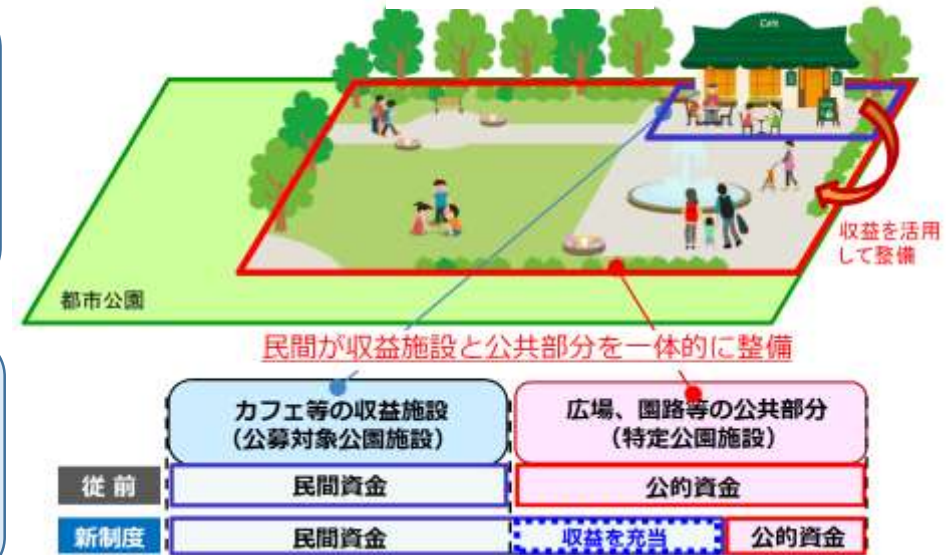 Cafe
収益を活用
して整備
都市公園
民間が収益施設と公共部分を一体的に整備
カフェ等の収益施設
(公募対象公園施設)
広場、園路等の公共部分
(特定公園施設)
従前
民間資金
公的資金
新制度
民間資金
収益を充当
公的資金